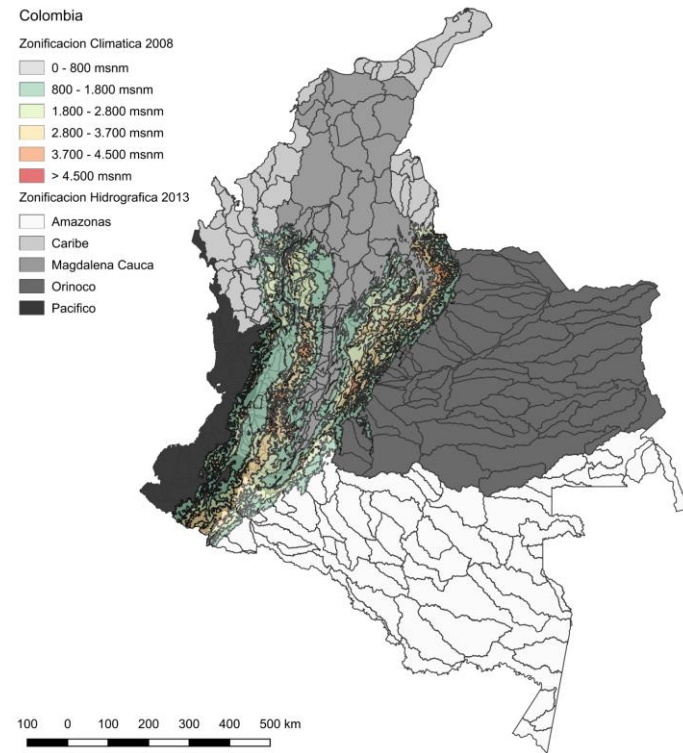 Colombia
Zonificacion Climatica 2008
0 - 800 msnm
800 - 1.800 msnm
1.800 - 2.800 msnm
2.800 - 3.700 msnm
3.700 - 4.500 msnm
> 4.500 msnm
Zonificacion Hidrografica 2013
Amazonas
Caribe
Magdalena Cauca
Orinoco
Pacifico
100 0 100 200 300 400 500 km